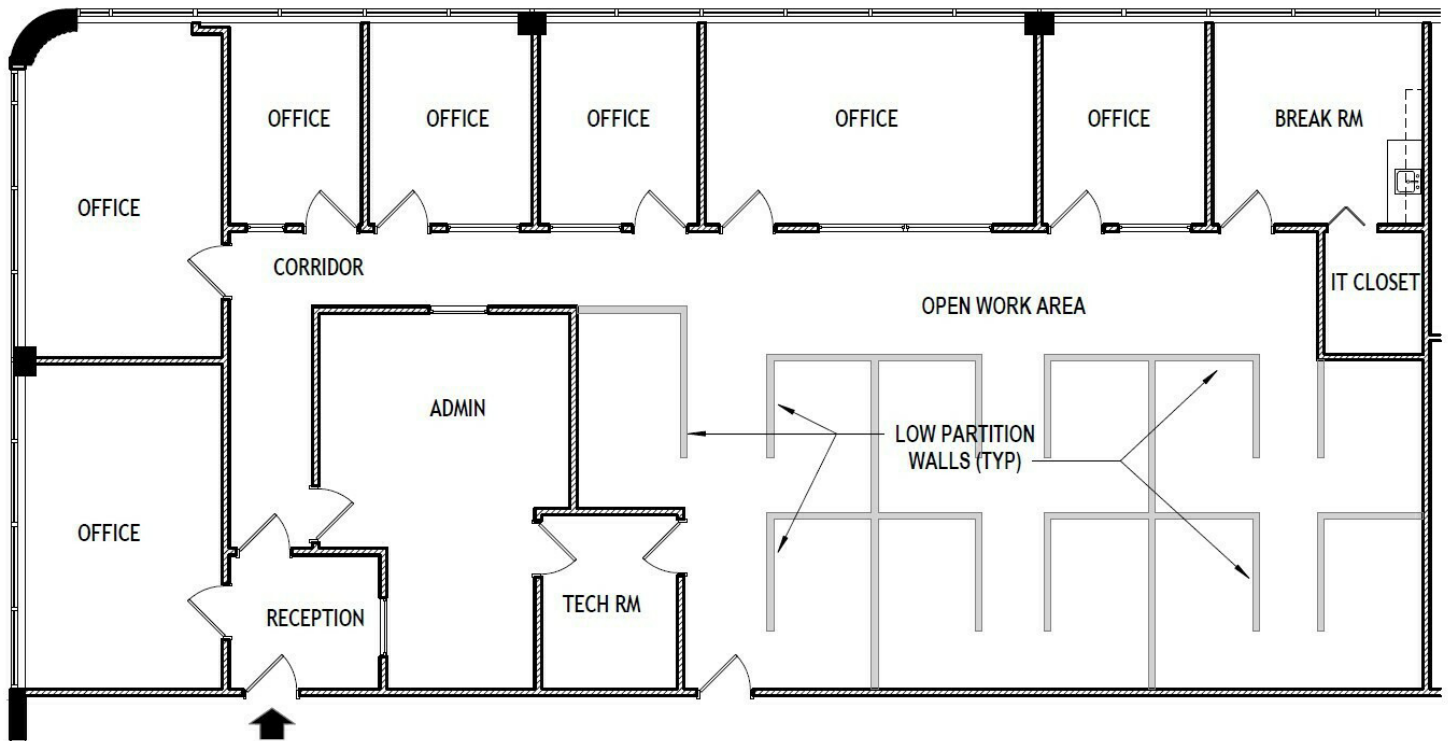 OFFICE
OFFICE
OFFICE
OFFICE
OFFICE
BREAK RM
OFFICE
CORRIDOR
IT CLOSET
OPEN WORK AREA
ADMIN
LOW PARTITION
WALLS (TYP)
OFFICE
TECH RM
RECEPTION